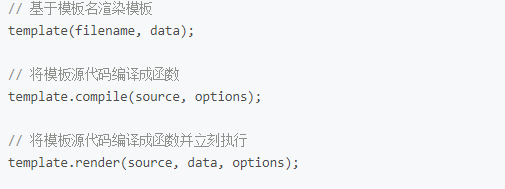 // 基于模板名渲染模板
template(filename, data);
// 将模板源代码编译成函数
template.compile(source, options);
// 将模板源代码编译成函数并立刻执行
template.render(source, data, options);